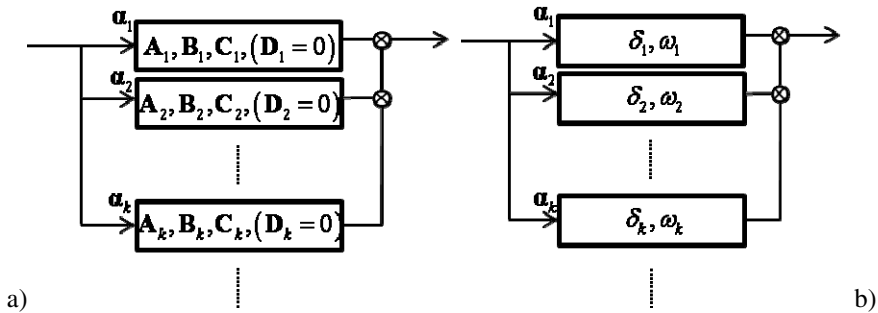 α₁
A₁, B₁, C₁, (D₁ = 0)
α₂
A₂, B₂, C₂, (D₂ = 0)
αₖ
Aₖ, Bₖ, Cₖ, (Dₖ = 0)
a)
α₁
δ₁, ω₁
α₂
δ₂, ω₂
αₖ
δₖ, ωₖ
b)